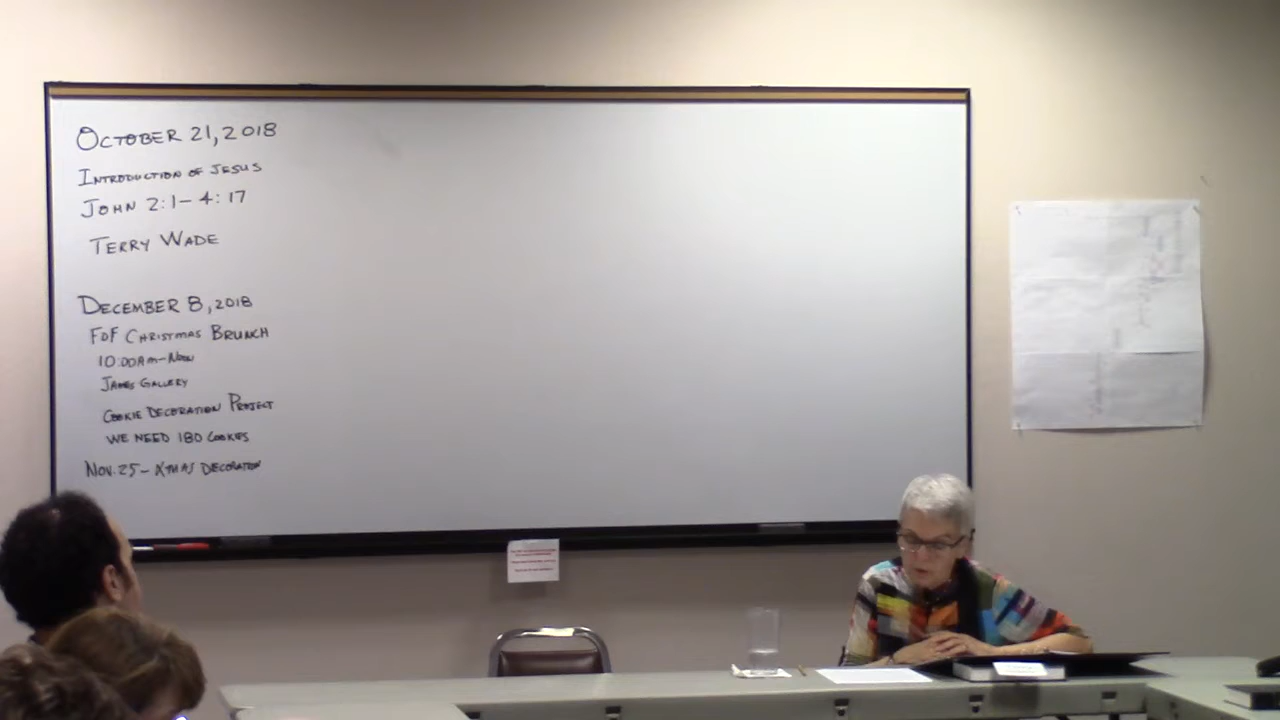 OCTOBER 21, 2018
INTRODUCTION OF JESUS
JOHN 2:1-4:17
TERRY WADE
DECEMBER 8, 2018
FOF CHRISTMAS BRUNCH
10:00AM-NOON
JAMES GALLERY
COOKIE DECORATION PROJECT
WE NEED 180 COOKIES
NOV. 25- XMAS DECORATION